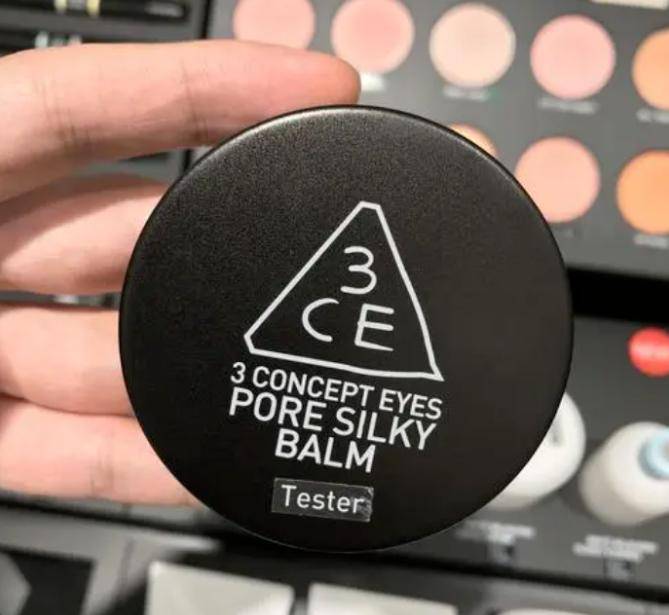 3
CE
3 CONCEPT EYES
PORE SILKY
BALM
Tester